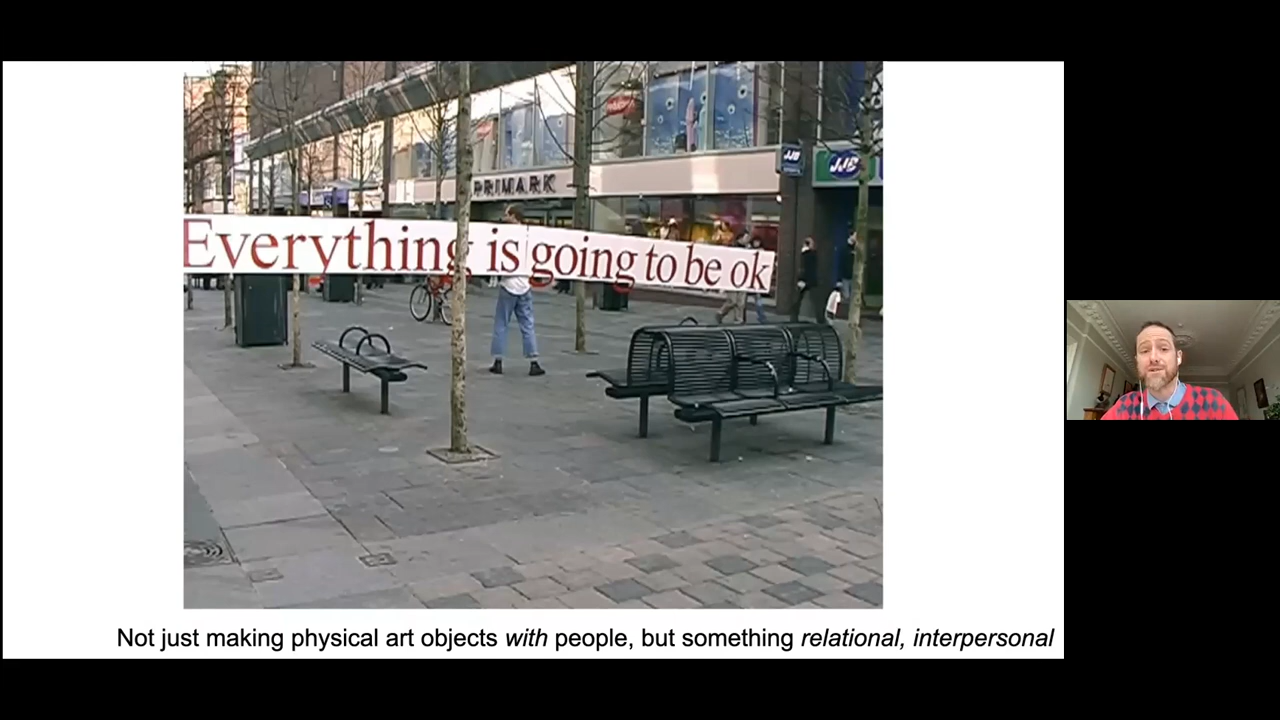 PRIMARK
JJB
JJB
Everything is going to be ok
Not just making physical art objects with people, but something relational, interpersonal